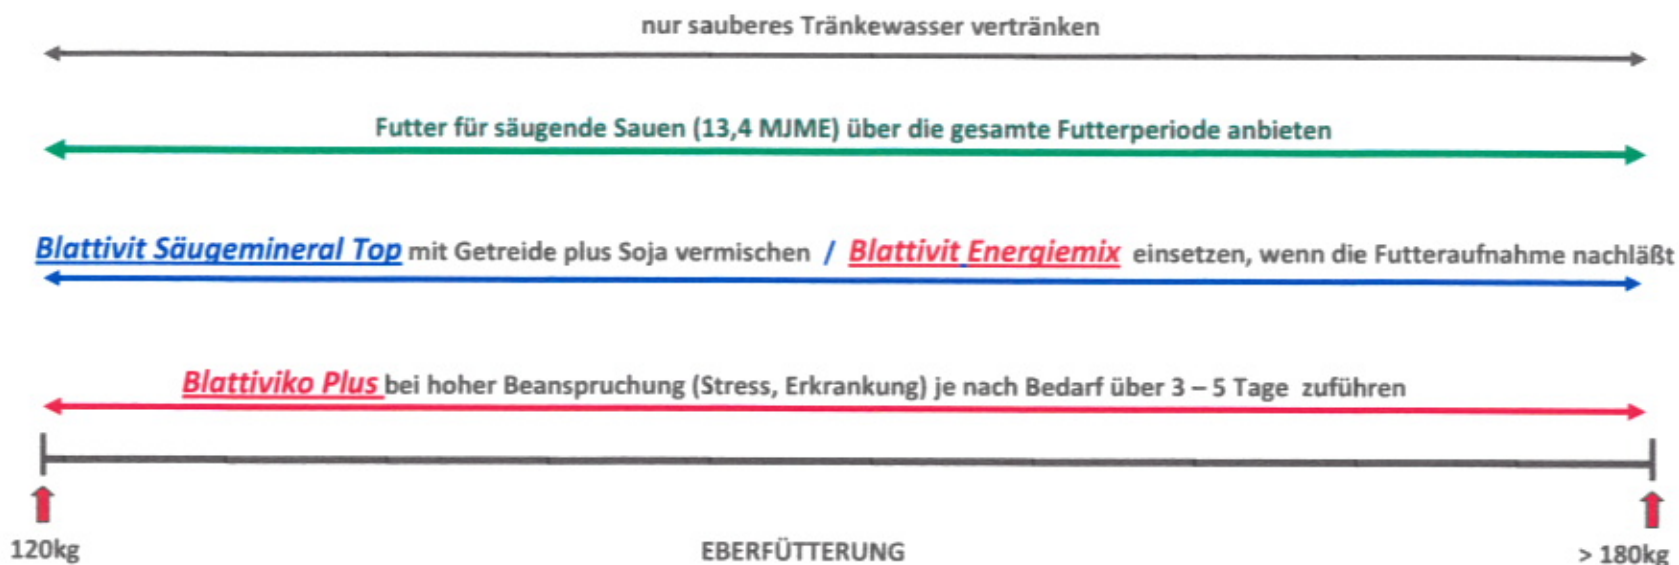 nur sauberes Tränkewasser vertränken
Futter für säugende Sauen (13,4 MJME) über die gesamte Futterperiode anbieten
Blattivit Säugemineral Top mit Getreide plus Soja vermischen / Blattivit Energiemix einsetzen, wenn die Futteraufnahme nachläßt
Blattiviko Plus bei hoher Beanspruchung (Stress, Erkrankung) je nach Bedarf über 3 – 5 Tage zuführen
120kg EBERFÜTTERUNG > 180kg